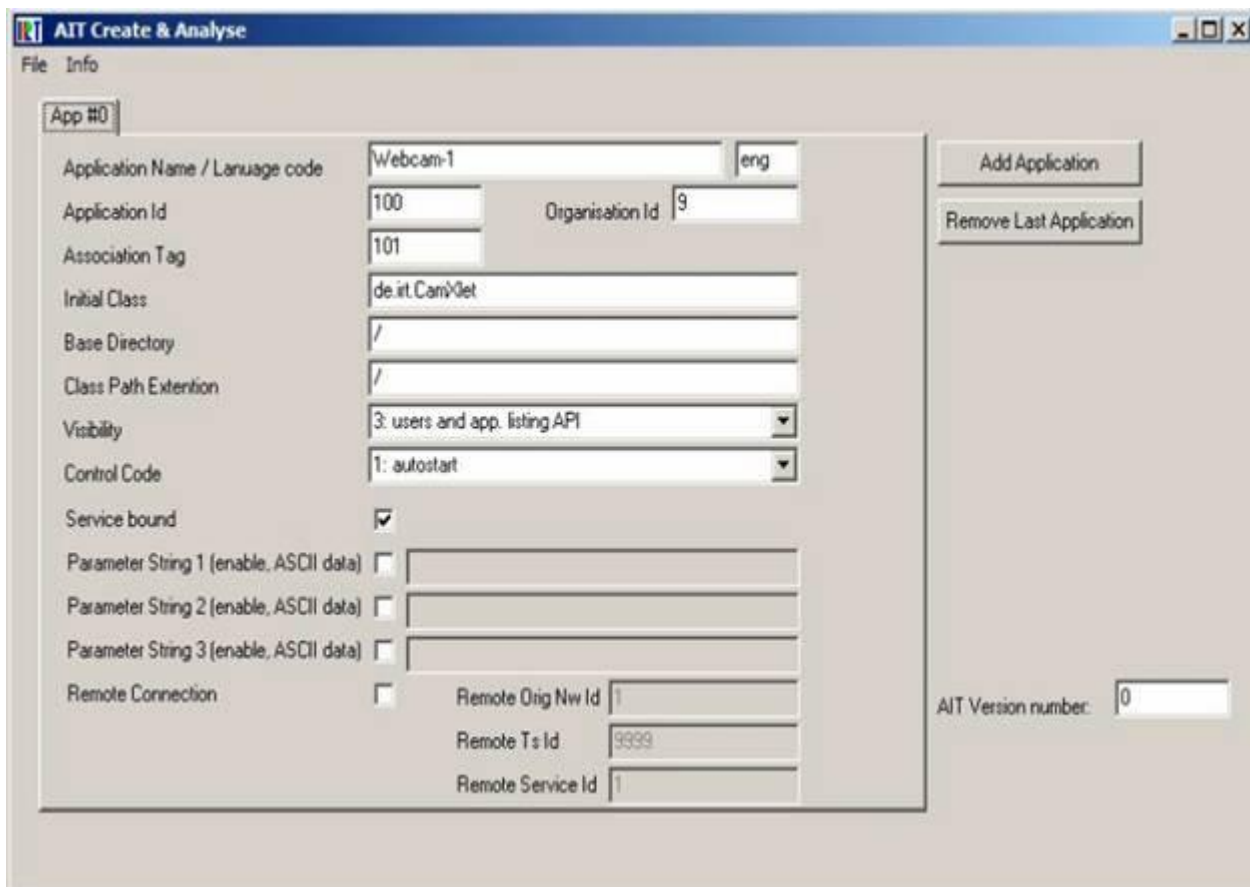 IRT AIT Create & Analyse
File Info
App #0
Application Name / Lanuage code Webcam-1 eng
Add Application
Application Id 100 Organisation Id 9
Remove Last Application
Association Tag 101
Initial Class de.irt.CamXlet
Base Directory /
Class Path Extention /
Visibility 3: users and app. listing API
Control Code 1: autostart
Service bound
Parameter String 1 (enable, ASCII data)
Parameter String 2 (enable, ASCII data)
Parameter String 3 (enable, ASCII data)
Remote Connection Remote Orig Nw Id 1
AIT Version number: 0
Remote Ts Id 9999
Remote Service Id 1